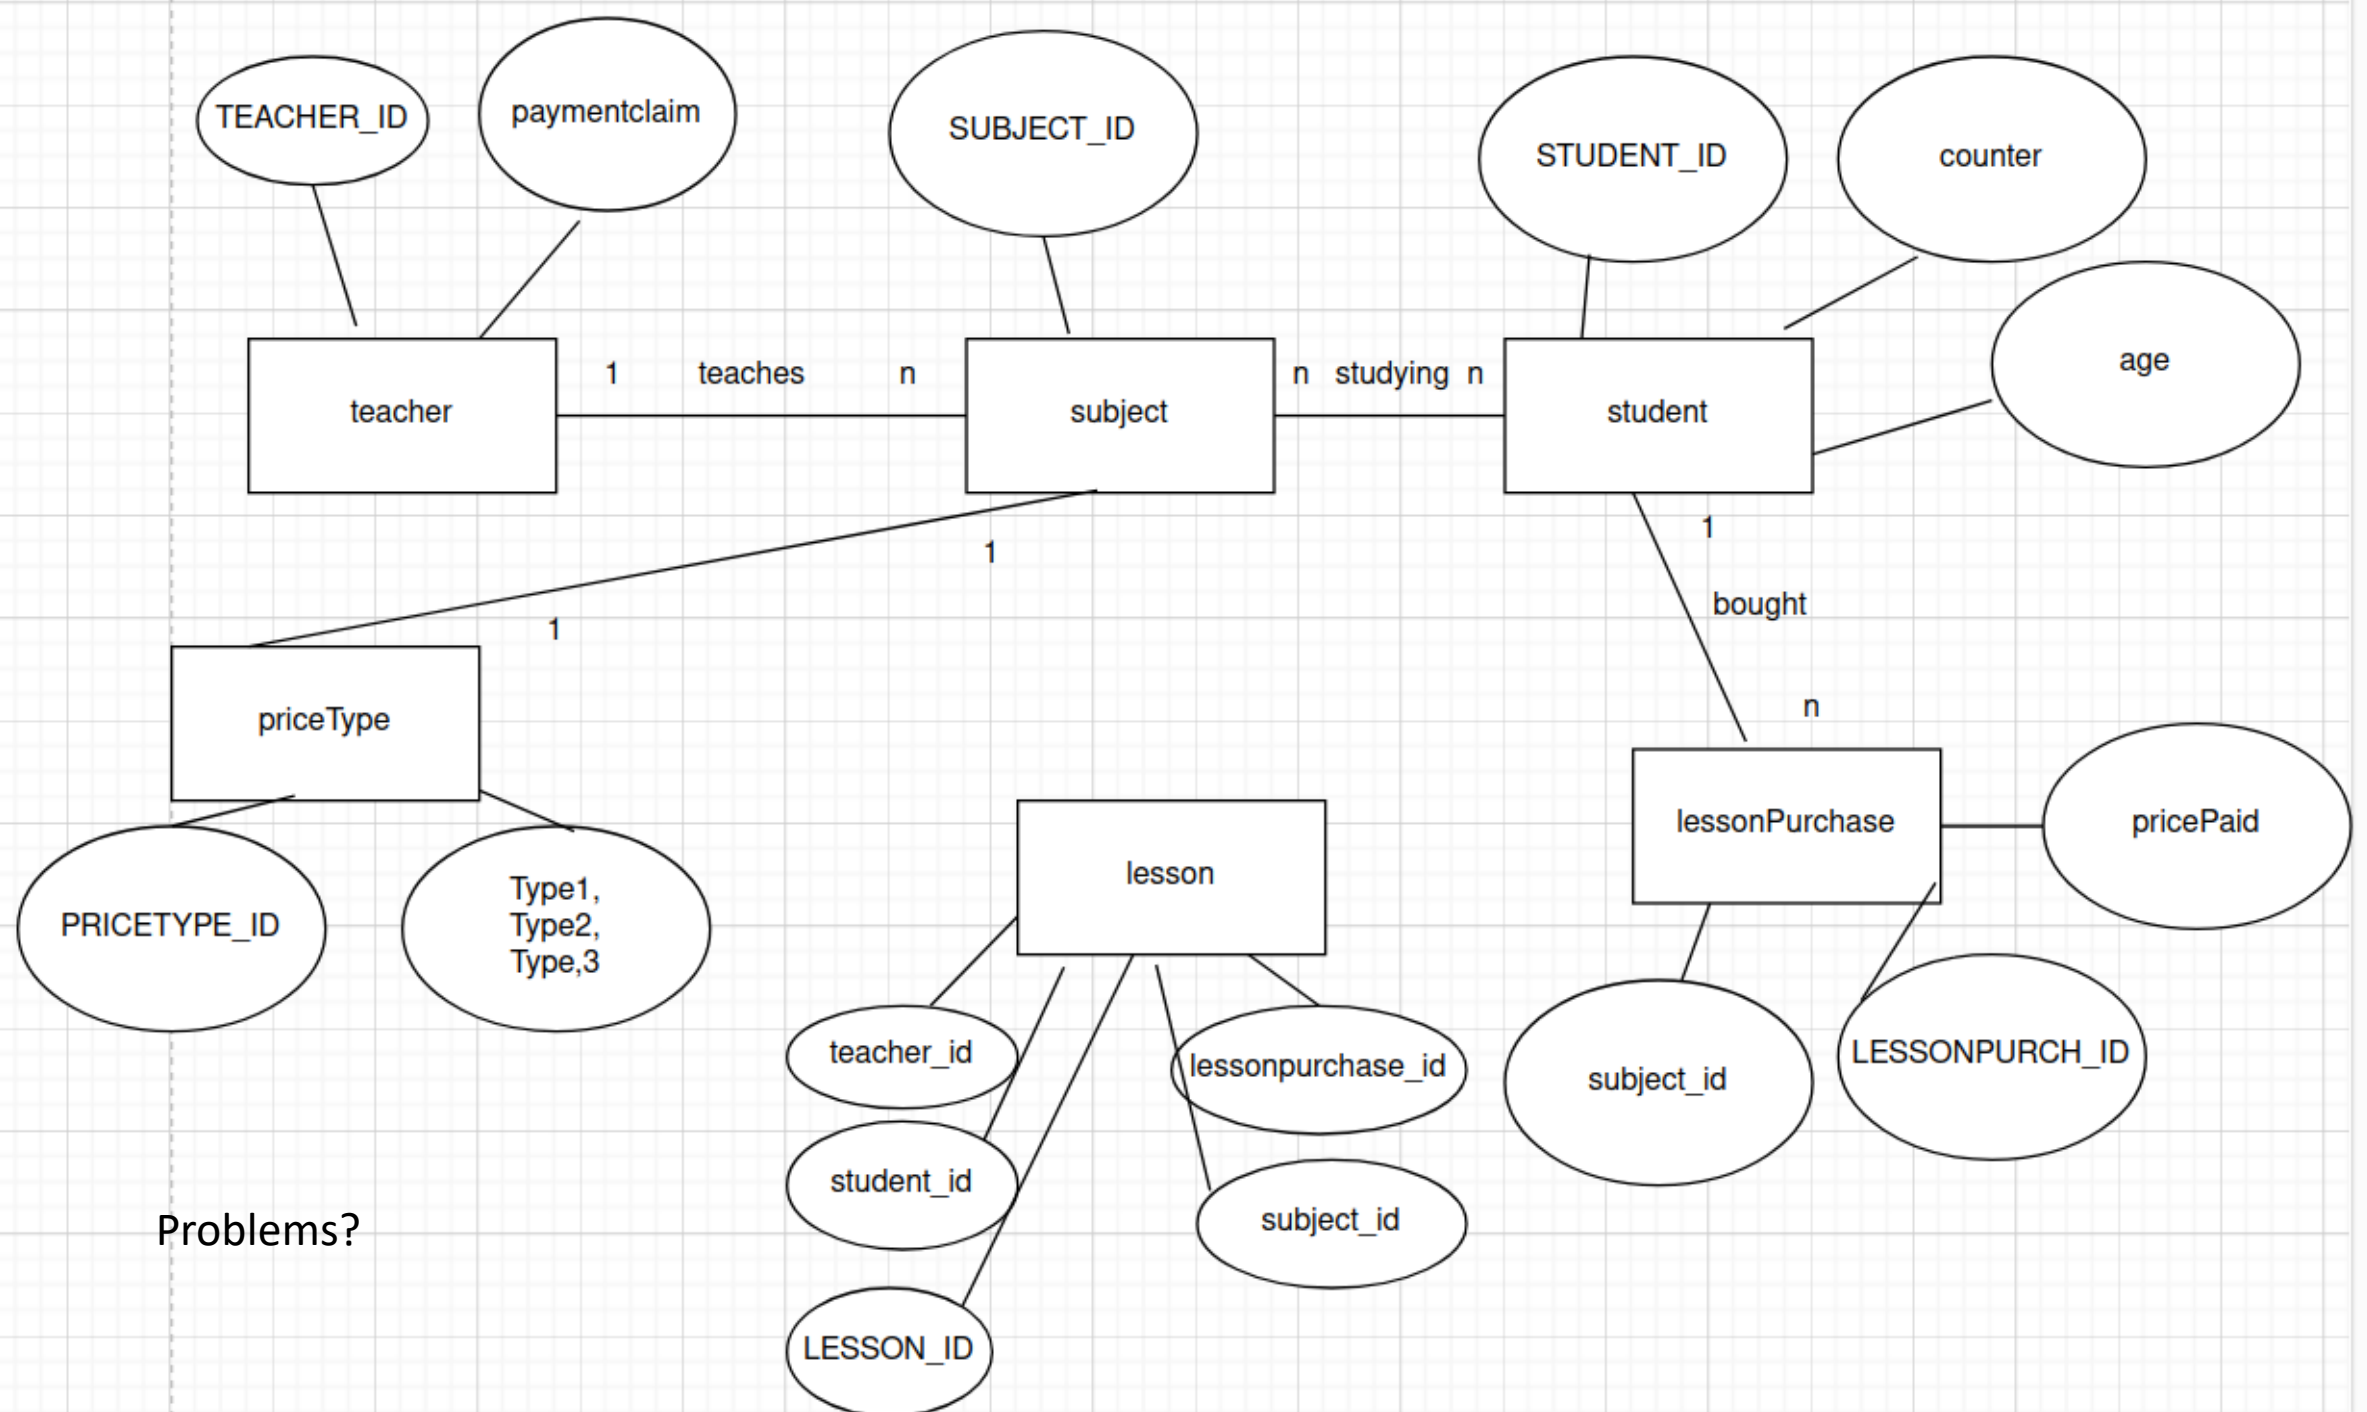 TEACHER_ID
paymentclaim
SUBJECT_ID
STUDENT_ID
counter
age
teacher
1 teaches n
subject
n studying n
student
1
1
1
bought
n
priceType
PRICETYPE_ID
Type1,
Type2,
Type,3
lesson
lessonPurchase
pricePaid
teacher_id
lessonpurchase_id
student_id
subject_id
LESSON_ID
subject_id
LESSONPURCH_ID
Problems?